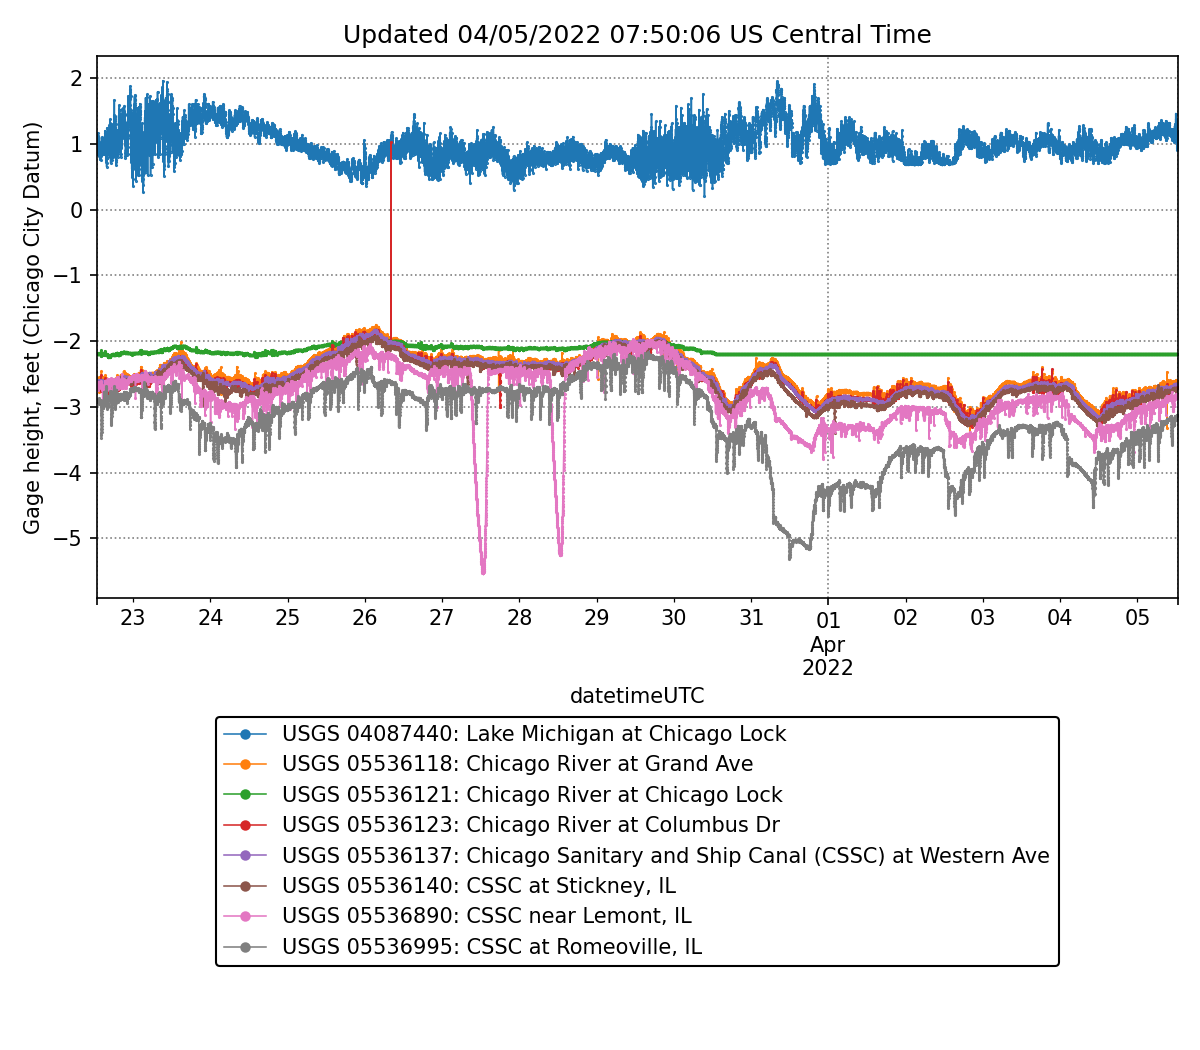 Updated 04/05/2022 07:50:06 US Central Time
Gage height, feet (Chicago City Datum)
2
1
0
−1
−2
−3
−4
−5
23 24 25 26 27 28 29 30 31 01 02 03 04 05
Apr
2022
datetimeUTC
USGS 04087440: Lake Michigan at Chicago Lock
USGS 05536118: Chicago River at Grand Ave
USGS 05536121: Chicago River at Chicago Lock
USGS 05536123: Chicago River at Columbus Dr
USGS 05536137: Chicago Sanitary and Ship Canal (CSSC) at Western Ave
USGS 05536140: CSSC at Stickney, IL
USGS 05536890: CSSC near Lemont, IL
USGS 05536995: CSSC at Romeoville, IL